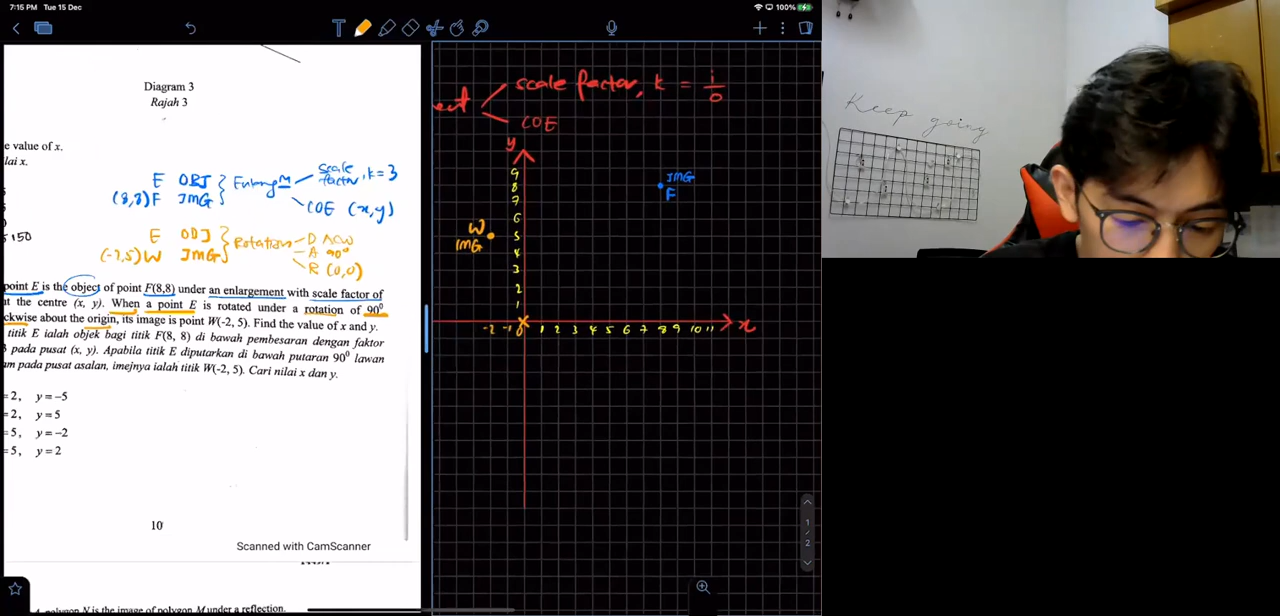 7:15 PM Tue 15 Dec
100%
Diagram 3
Rajah 3
e value of x.
lai x.
150
E OBJ
(8,8) F IMG
Enlarg M
scale factor, k = 3
COE (x,y)
E OBJ
(-2,5) W IMG
Rotation
D ACW
A 90°
R (0,0)
point E is the object of point F(8,8) under an enlargement with scale factor of
t the centre (x, y). When a point E is rotated under a rotation of 90⁰
ckwise about the origin, its image is point W(-2, 5). Find the value of x and y.
titik E ialah objek bagi titik F(8, 8) di bawah pembesaran dengan faktor
3 pada pusat (x, y). Apabila titik E diputarkan di bawah putaran 90⁰ lawan
am pada pusat asalan, imejnya ialah titik W(-2, 5). Cari nilai x dan y.
= 2, y = −5
= 2, y = 5
= 5, y = −2
= 5, y = 2
10
Scanned with CamScanner
polygon N is the image of polygon M under a reflection.
ect
scale factor, k = i/o
COE
y
9
8
7
6
5
4
3
2
1
-2 -1 0 1 2 3 4 5 6 7 8 9 10 11 x
W
IMG
IMG
F
1
2
Keep going